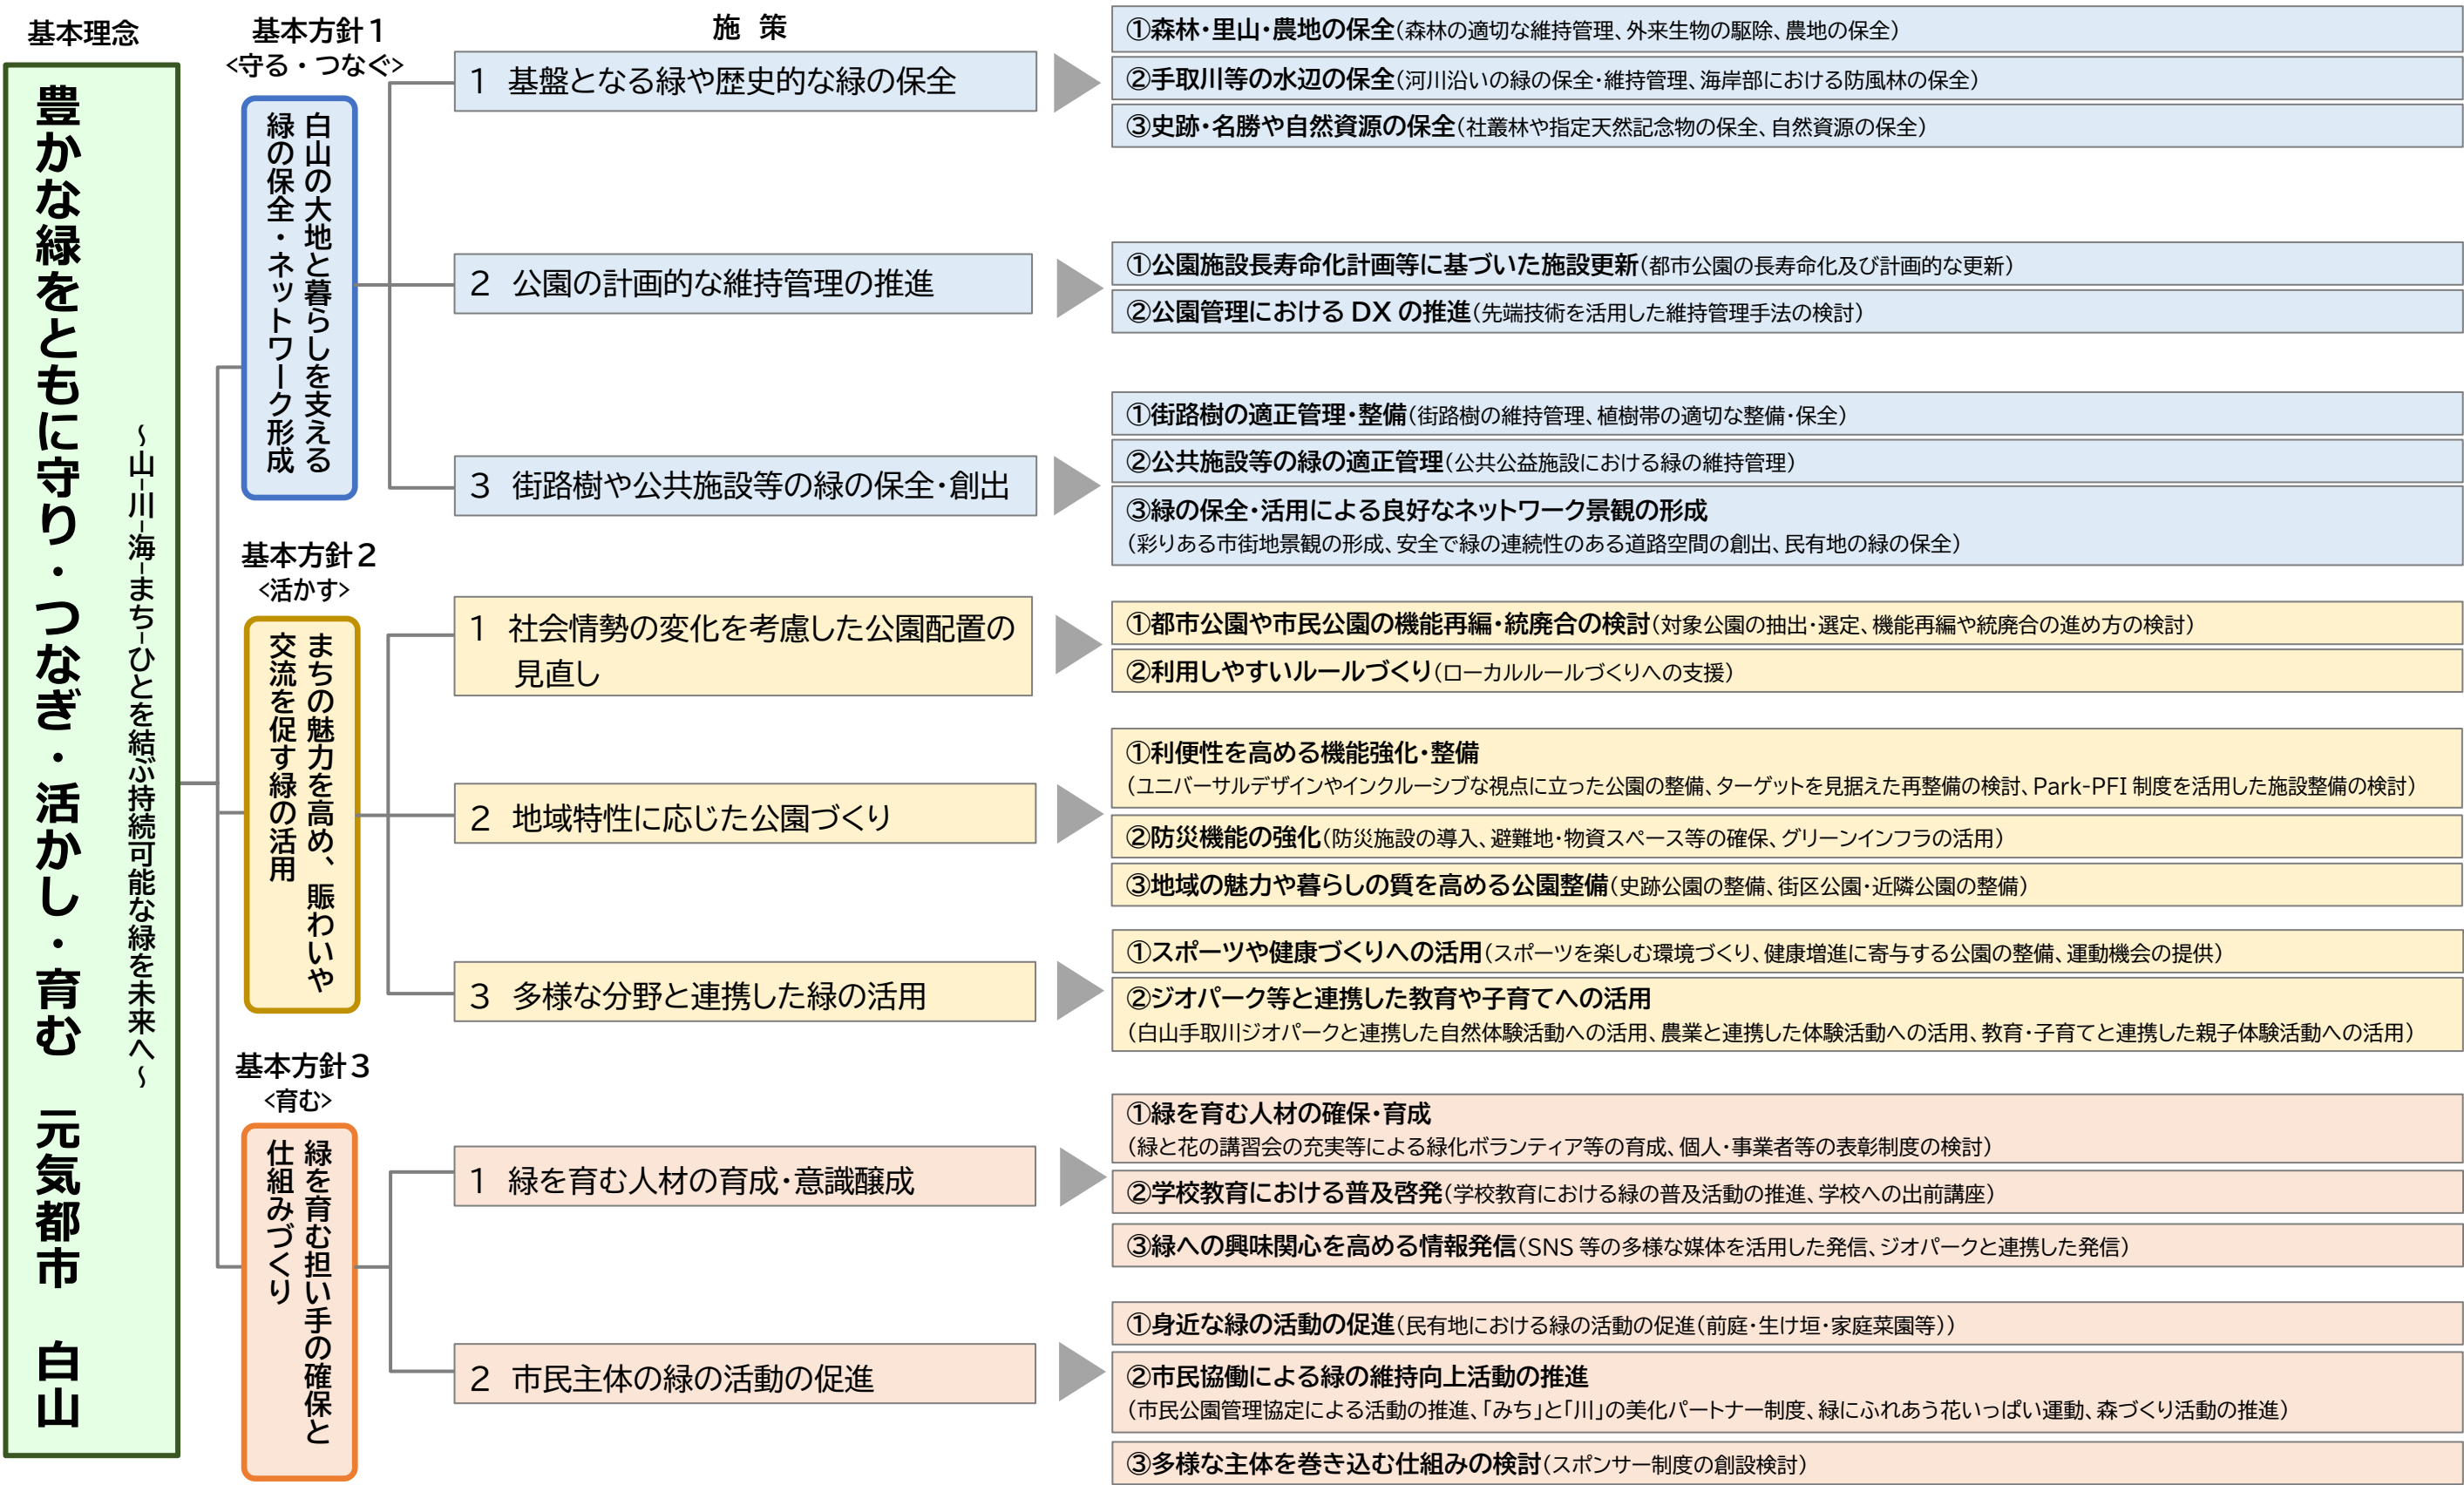 基本理念
豊かな緑をともに守り・つなぎ・活かし・育む　元気都市　白山
～山-川-海-まち-ひとを結ぶ持続可能な緑を未来へ～
施　策
基本方針１
<守る・つなぐ>
白山の大地と暮らしを支える
緑の保全・ネットワーク形成
１　基盤となる緑や歴史的な緑の保全
①森林・里山・農地の保全（森林の適切な維持管理、外来生物の駆除、農地の保全）
②手取川等の水辺の保全（河川沿いの緑の保全・維持管理、海岸部における防風林の保全）
③史跡・名勝や自然資源の保全（社叢林や指定天然記念物の保全、自然資源の保全）
２　公園の計画的な維持管理の推進
①公園施設長寿命化計画等に基づいた施設更新（都市公園の長寿命化及び計画的な更新）
②公園管理における DX の推進（先端技術を活用した維持管理手法の検討）
３　街路樹や公共施設等の緑の保全・創出
①街路樹の適正管理・整備（街路樹の維持管理、植樹帯の適切な整備・保全）
②公共施設等の緑の適正管理（公共公益施設における緑の維持管理）
③緑の保全・活用による良好なネットワーク景観の形成
（彩りある市街地景観の形成、安全で緑の連続性のある道路空間の創出、民有地の緑の保全）
基本方針２
<活かす>
まちの魅力を高め、賑わいや
交流を促す緑の活用
１　社会情勢の変化を考慮した公園配置の
見直し
①都市公園や市民公園の機能再編・統廃合の検討（対象公園の抽出・選定、機能再編や統廃合の進め方の検討）
②利用しやすいルールづくり（ローカルルールづくりへの支援）
２　地域特性に応じた公園づくり
①利便性を高める機能強化・整備
（ユニバーサルデザインやインクルーシブな視点に立った公園の整備、ターゲットを見据えた再整備の検討、Park-PFI 制度を活用した施設整備の検討）
②防災機能の強化（防災施設の導入、避難地・物資スペース等の確保、グリーンインフラの活用）
③地域の魅力や暮らしの質を高める公園整備（史跡公園の整備、街区公園・近隣公園の整備）
３　多様な分野と連携した緑の活用
①スポーツや健康づくりへの活用（スポーツを楽しむ環境づくり、健康増進に寄与する公園の整備、運動機会の提供）
②ジオパーク等と連携した教育や子育てへの活用
（白山手取川ジオパークと連携した自然体験活動への活用、農業と連携した体験活動への活用、教育・子育てと連携した親子体験活動への活用）
基本方針３
<育む>
緑を育む担い手の確保と
仕組みづくり
１　緑を育む人材の育成・意識醸成
①緑を育む人材の確保・育成
（緑と花の講習会の充実等による緑化ボランティア等の育成、個人・事業者等の表彰制度の検討）
②学校教育における普及啓発（学校教育における緑の普及活動の推進、学校への出前講座）
③緑への興味関心を高める情報発信（SNS 等の多様な媒体を活用した発信、ジオパークと連携した発信）
２　市民主体の緑の活動の促進
①身近な緑の活動の促進（民有地における緑の活動の促進（前庭・生け垣・家庭菜園等））
②市民協働による緑の維持向上活動の推進
（市民公園管理協定による活動の推進、「みち」と「川」の美化パートナー制度、緑にふれあう花いっぱい運動、森づくり活動の推進）
③多様な主体を巻き込む仕組みの検討（スポンサー制度の創設検討）